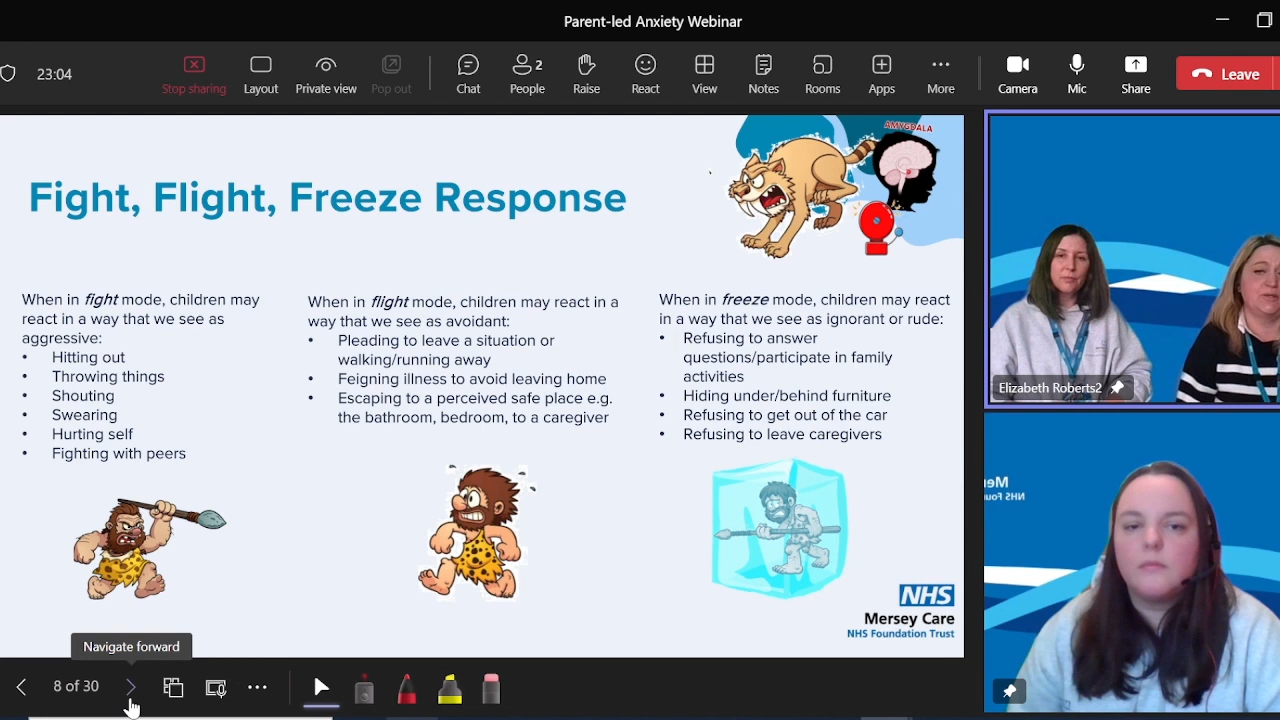 Parent-led Anxiety Webinar
23:04
Stop sharing
Layout
Private view
Pop out
Chat
2
People
Raise
React
View
Notes
Rooms
Apps
More
Camera
Mic
Share
Leave
AMYGDALA
Fight, Flight, Freeze Response
When in fight mode, children may
react in a way that we see as
aggressive:
• Hitting out
• Throwing things
• Shouting
• Swearing
• Hurting self
• Fighting with peers
When in flight mode, children may react in a
way that we see as avoidant:
• Pleading to leave a situation or
walking/running away
• Feigning illness to avoid leaving home
• Escaping to a perceived safe place e.g.
the bathroom, bedroom, to a caregiver
When in freeze mode, children may react
in a way that we see as ignorant or rude:
• Refusing to answer
questions/participate in family
activities
• Hiding under/behind furniture
• Refusing to get out of the car
• Refusing to leave caregivers
NHS
Mersey Care
NHS Foundation Trust
Elizabeth Roberts2
Navigate forward
8 of 30